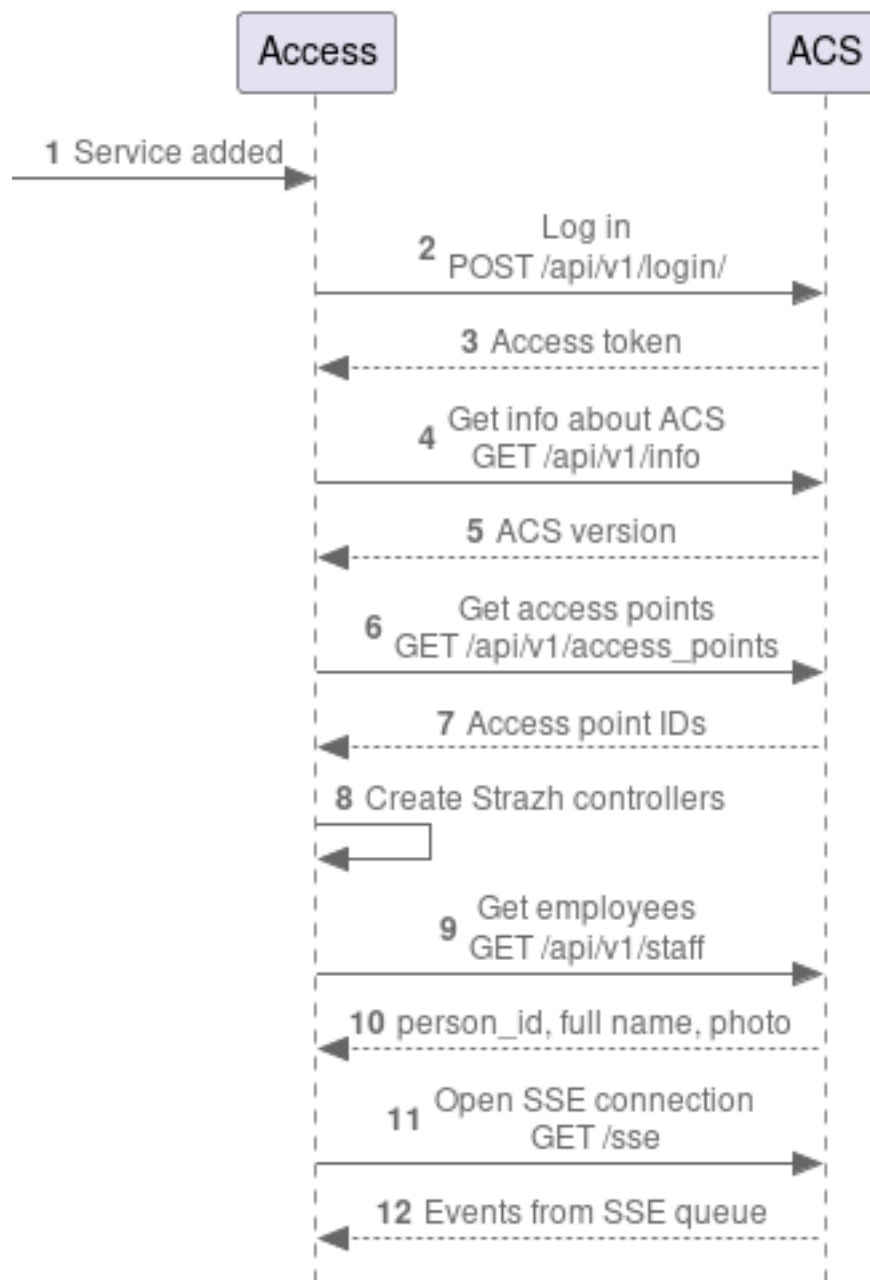 Access
ACS
1 Service added
Log in
2
POST /api/v1/login/
3 Access token
Get info about ACS
4
GET /api/v1/info
5 ACS version
Get access points
6
GET /api/v1/access_points
7 Access point IDs
8 Create Strazh controllers
Get employees
9
GET /api/v1/staff
10 person_id, full name, photo
Open SSE connection
11
GET /sse
12 Events from SSE queue